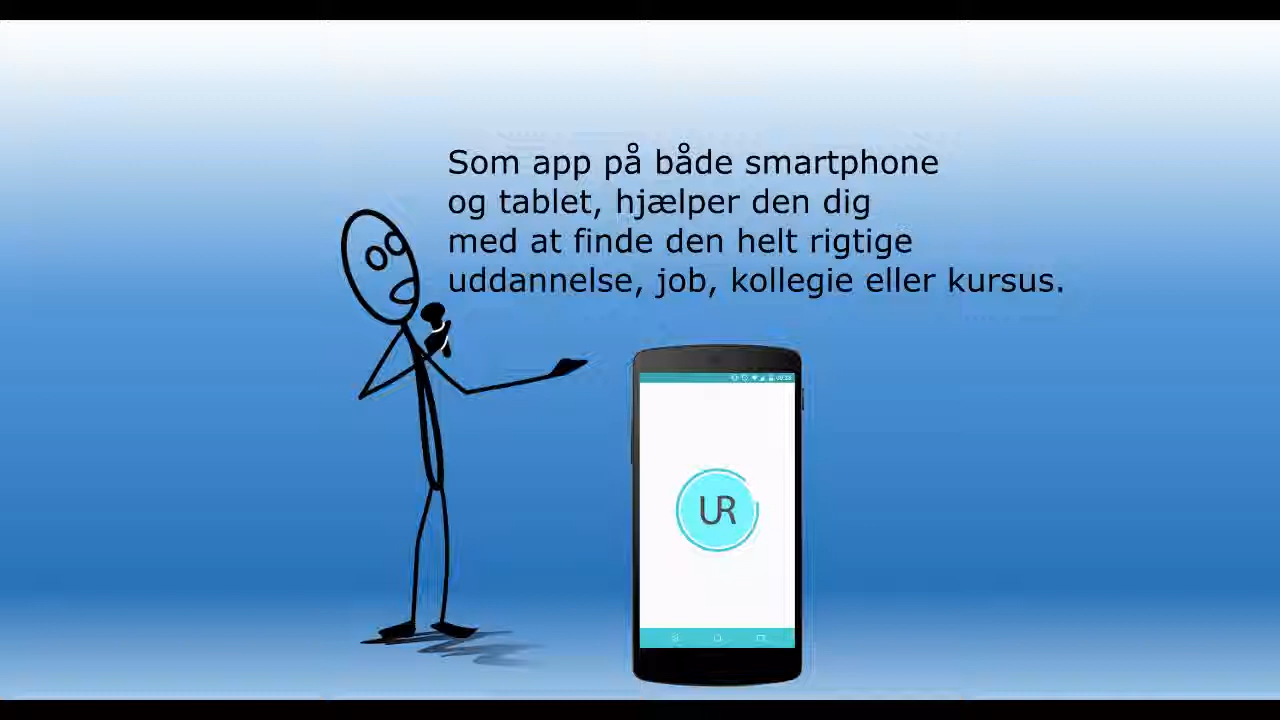 Som app på både smartphone
og tablet, hjælper den dig
med at finde den helt rigtige
uddannelse, job, kollegie eller kursus.
UR